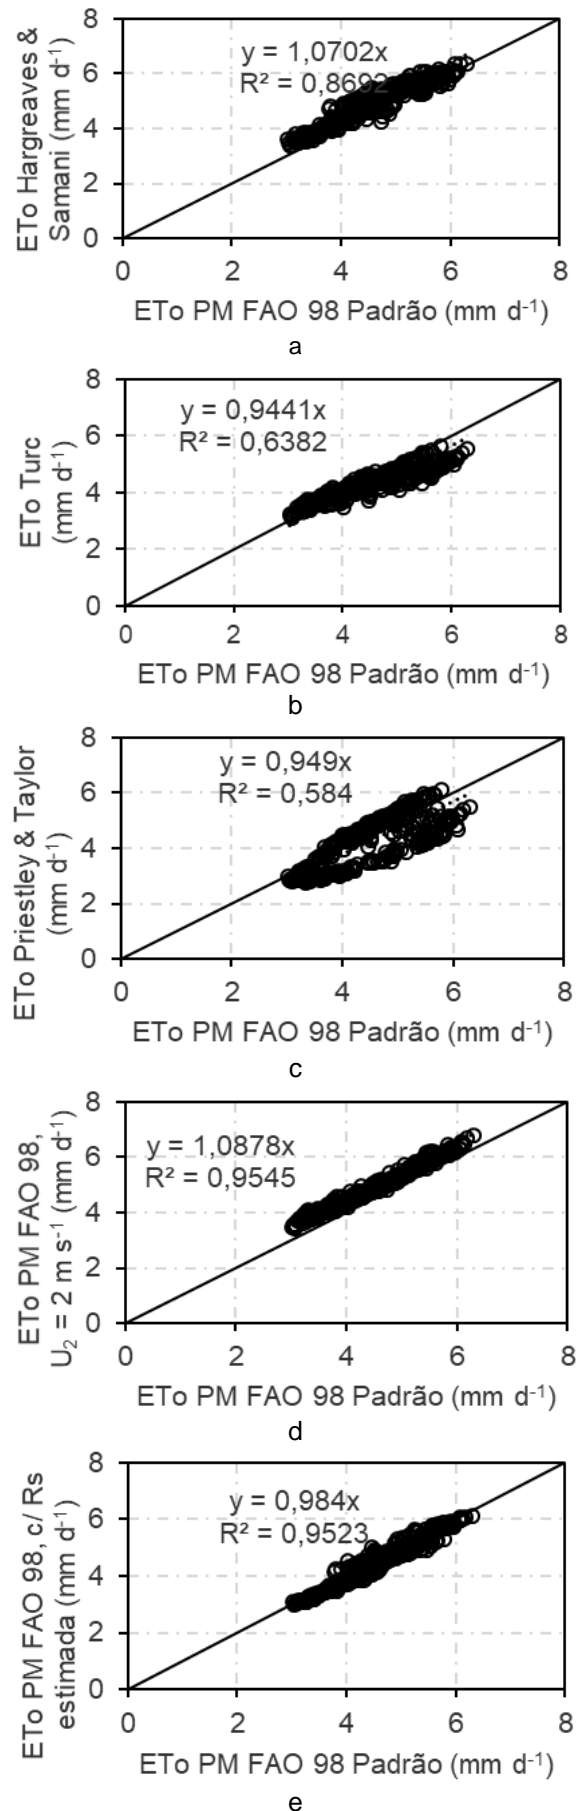 ETo Hargreaves &
Samani (mm d⁻¹)
8
6
4
2
0
y = 1,0702x
R² = 0,8692
0 2 4 6 8
ETo PM FAO 98 Padrão (mm d⁻¹)
a
ETo Turc
(mm d⁻¹)
8
6
4
2
0
y = 0,9441x
R² = 0,6382
0 2 4 6 8
ETo PM FAO 98 Padrão (mm d⁻¹)
b
ETo Priestley & Taylor
(mm d⁻¹)
8
6
4
2
0
y = 0,949x
R² = 0,584
0 2 4 6 8
ETo PM FAO 98 Padrão (mm d⁻¹)
c
ETo PM FAO 98,
U₂ = 2 m s⁻¹ (mm d⁻¹)
8
6
4
2
0
y = 1,0878x
R² = 0,9545
0 2 4 6 8
ETo PM FAO 98 Padrão (mm d⁻¹)
d
ETo PM FAO 98, c/ Rs
estimada (mm d⁻¹)
8
6
4
2
0
y = 0,984x
R² = 0,9523
0 2 4 6 8
ETo PM FAO 98 Padrão (mm d⁻¹)
e